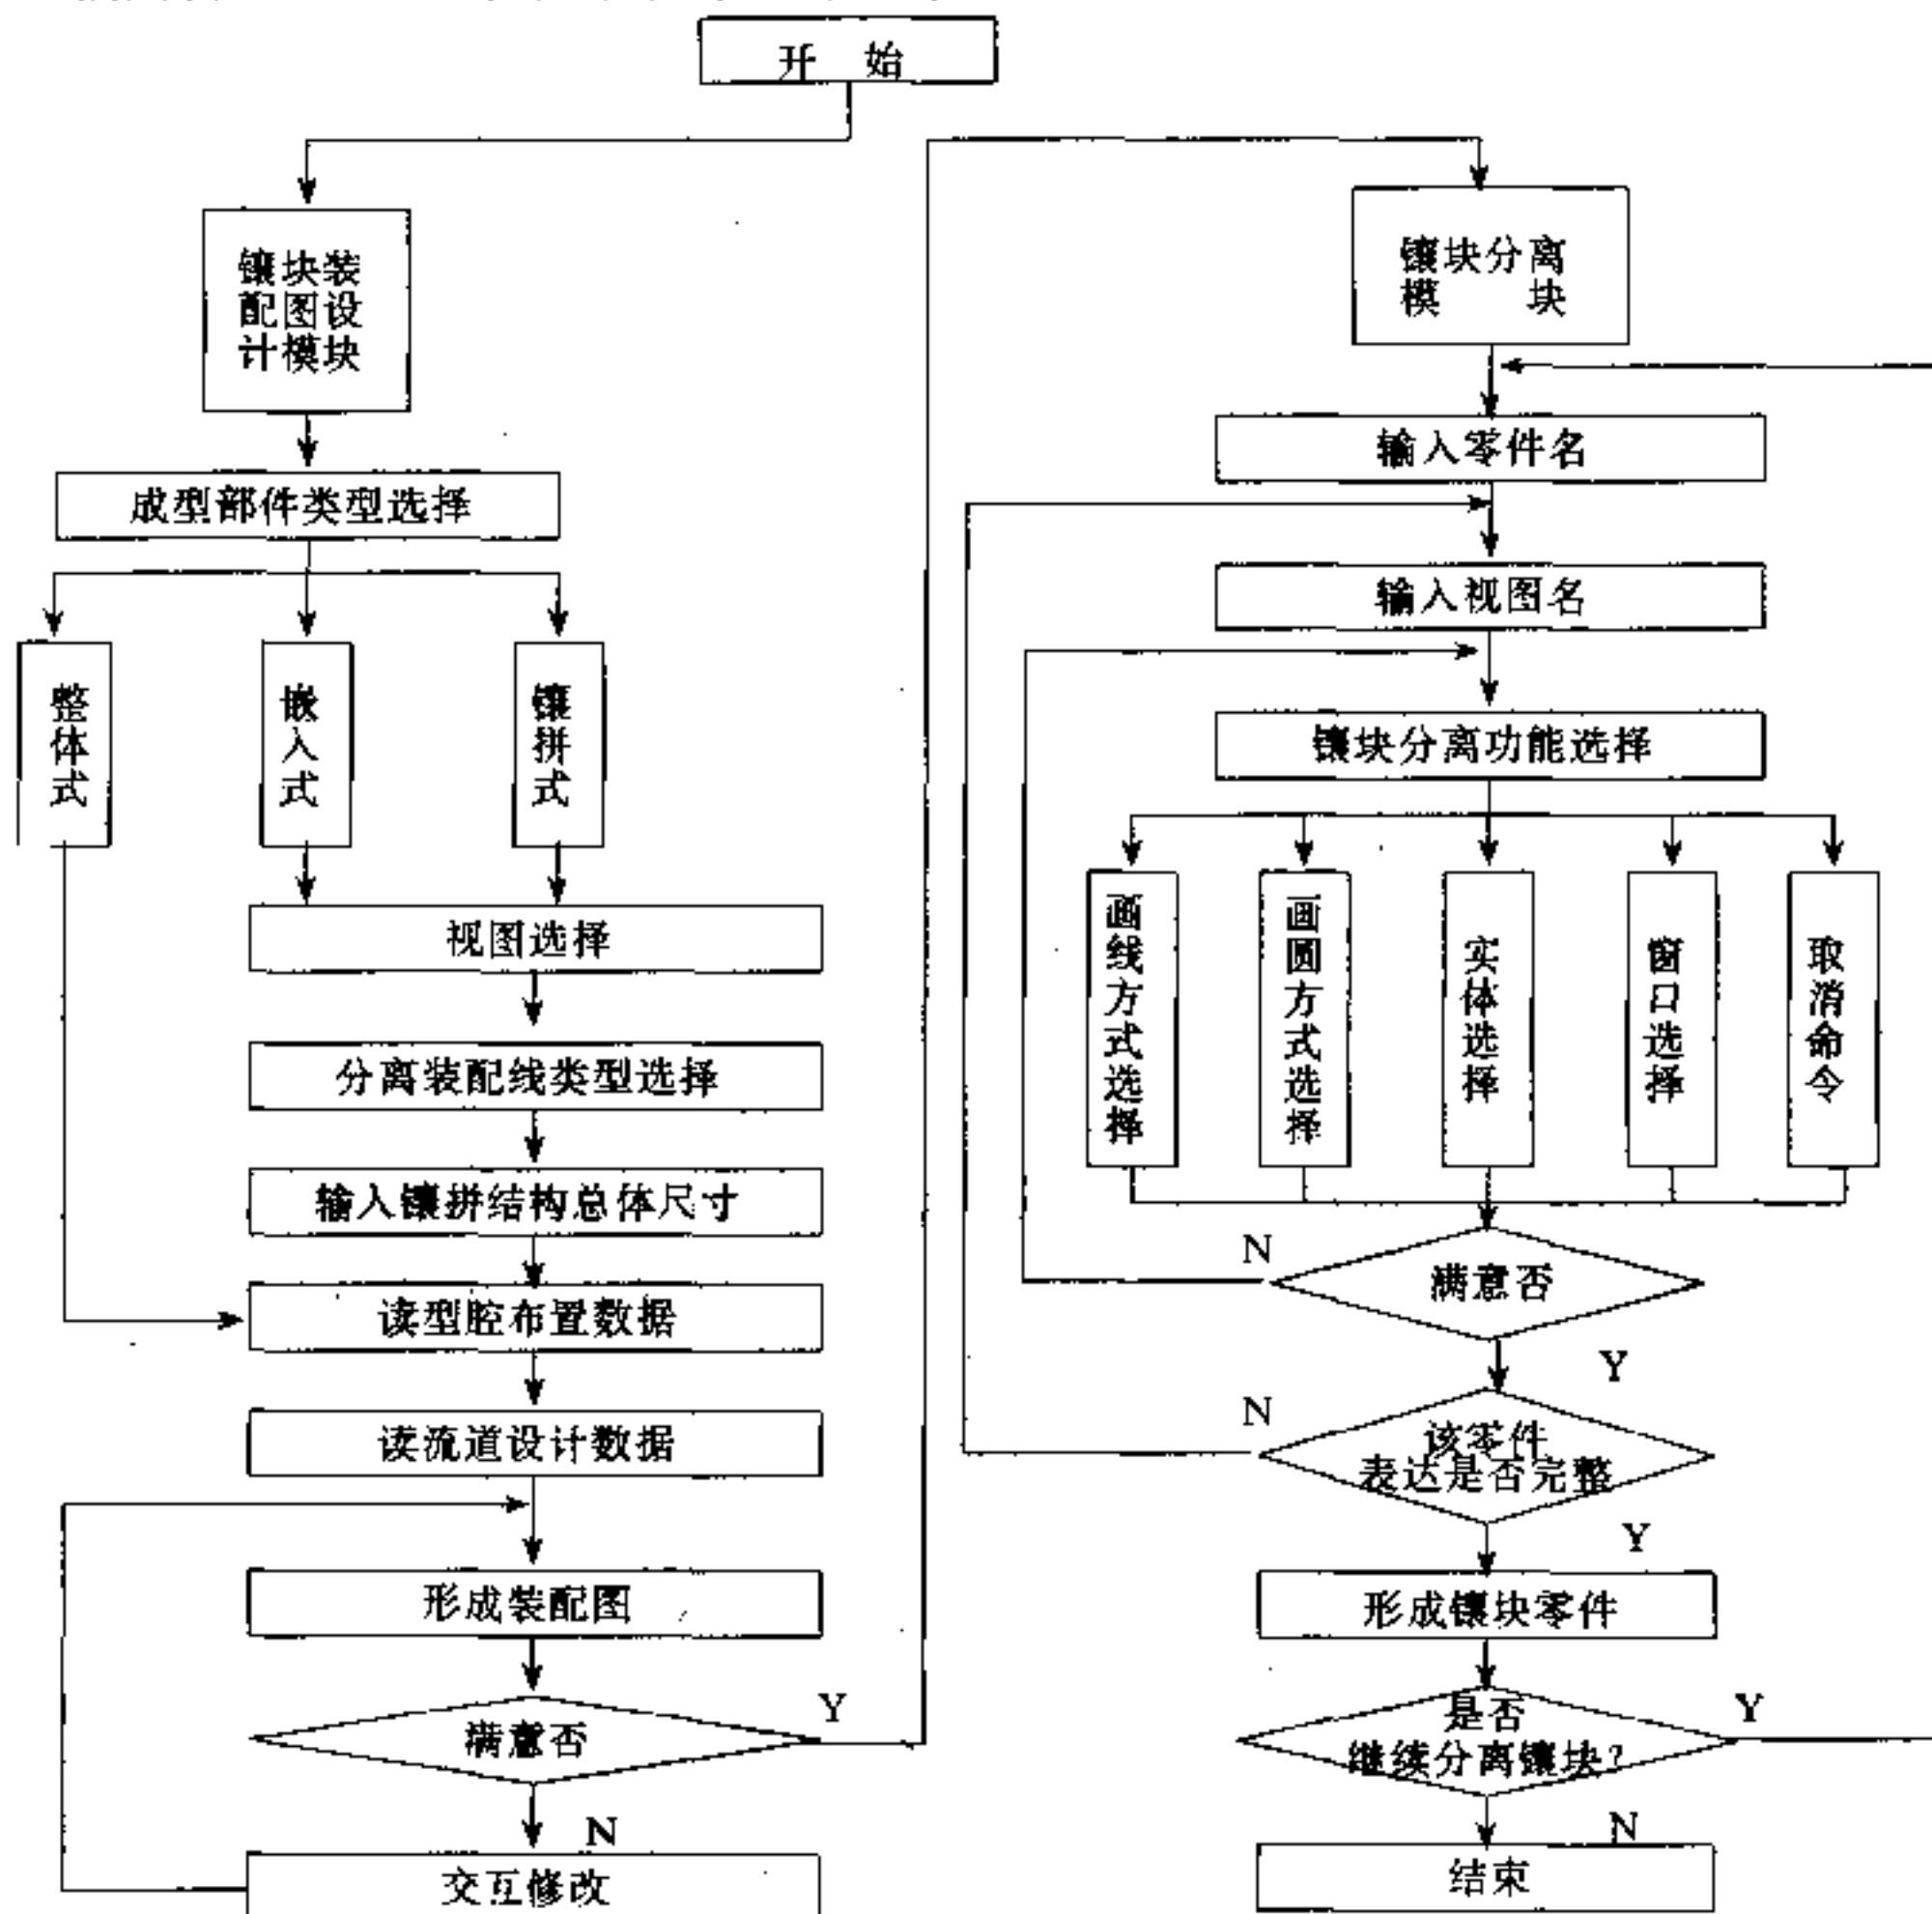 开 始
镶块装
配图设
计模块
成型部件类型选择
整体式
嵌入式
镶拼式
视图选择
分离装配线类型选择
输入镶拼结构总体尺寸
读型腔布置数据
读流道设计数据
形成装配图
满意否
Y
N
交互修改
镶块分离
模 块
输入零件名
输入视图名
镶块分离功能选择
画线方式选择
画圆方式选择
实体选择
窗口选择
取消命令
N
满意否
Y
N
该零件
表达是否完整
Y
形成镶块零件
是否
继续分离镶块?
Y
N
结束